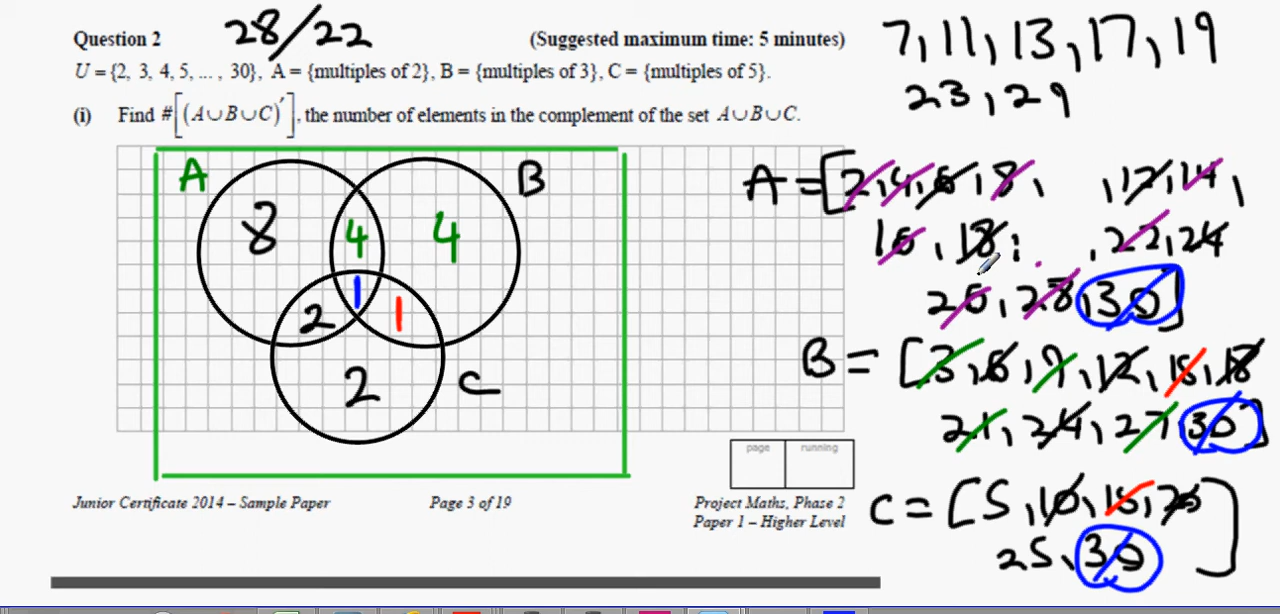 Question 2 28/22 (Suggested maximum time: 5 minutes)
U = {2, 3, 4, 5, ... , 30}, A = {multiples of 2}, B = {multiples of 3}, C = {multiples of 5}.
(i) Find #[(A∪B∪C)′], the number of elements in the complement of the set A∪B∪C.
7, 11, 13, 17, 19
23, 29
A
B
8
4
4
1
2
1
2
C
A = [2, 4, 6, 8, , 12, 14,
16, 18, , 22, 24
26, 28, 30]
B = [3, 6, 9, 12, 15, 18
21, 24, 27, 30]
C = [5, 10, 15, 20
25, 30]
page running
Junior Certificate 2014 – Sample Paper Page 3 of 19 Project Maths, Phase 2
Paper 1 – Higher Level